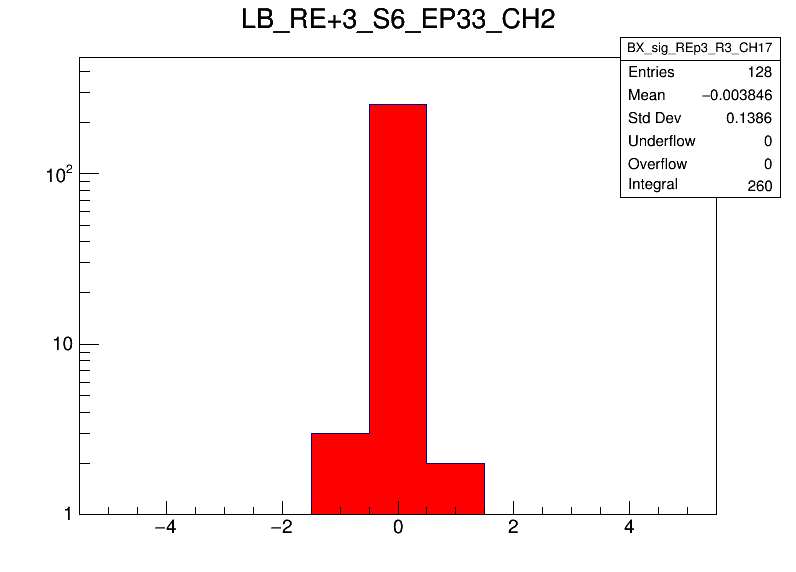 LB_RE+3_S6_EP33_CH2
BX_sig_REp3_R3_CH17
Entries 128
Mean −0.003846
Std Dev 0.1386
Underflow 0
Overflow 0
Integral 260
10²
10
1
−4 −2 0 2 4